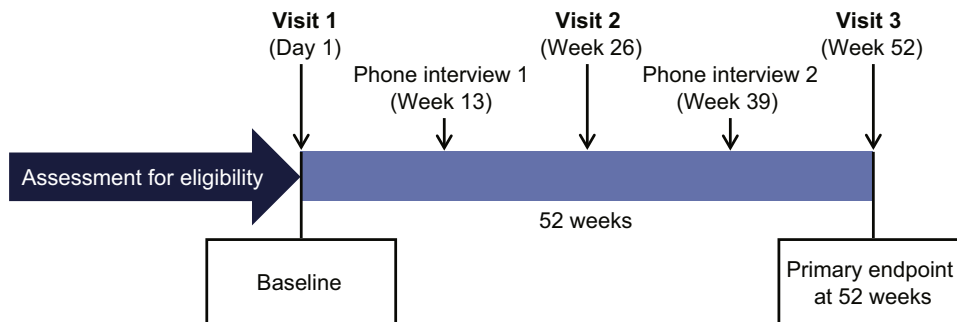 Visit 1
(Day 1)
Visit 2
(Week 26)
Visit 3
(Week 52)
Phone interview 1
(Week 13)
Phone interview 2
(Week 39)
Assessment for eligibility
52 weeks
Baseline
Primary endpoint
at 52 weeks